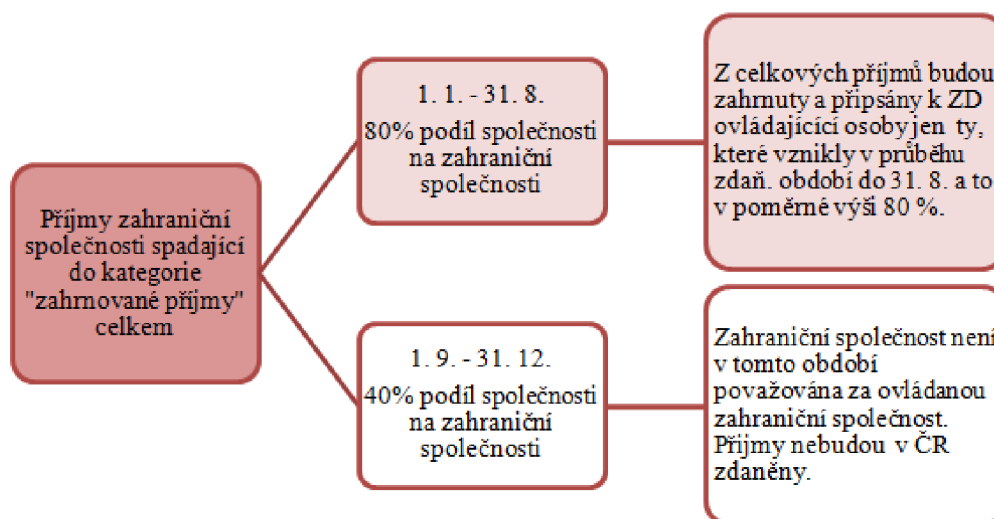 Příjmy zahraniční
společnosti spadající
do kategorie
"zahrnované příjmy"
celkem
1. 1. - 31. 8.
80% podíl společnosti
na zahraniční
společnosti
Z celkových příjmů budou
zahrnuty a připsány k ZD
ovládajícící osoby jen ty,
které vznikly v průběhu
zdaň. období do 31. 8. a to
v poměrné výši 80 %.
1. 9. - 31. 12.
40% podíl společnosti
na zahraniční
společnosti
Zahraniční společnost není
v tomto období
považována za ovládanou
zahraniční společnost.
Přijmy nebudou v ČR
zdaněny.